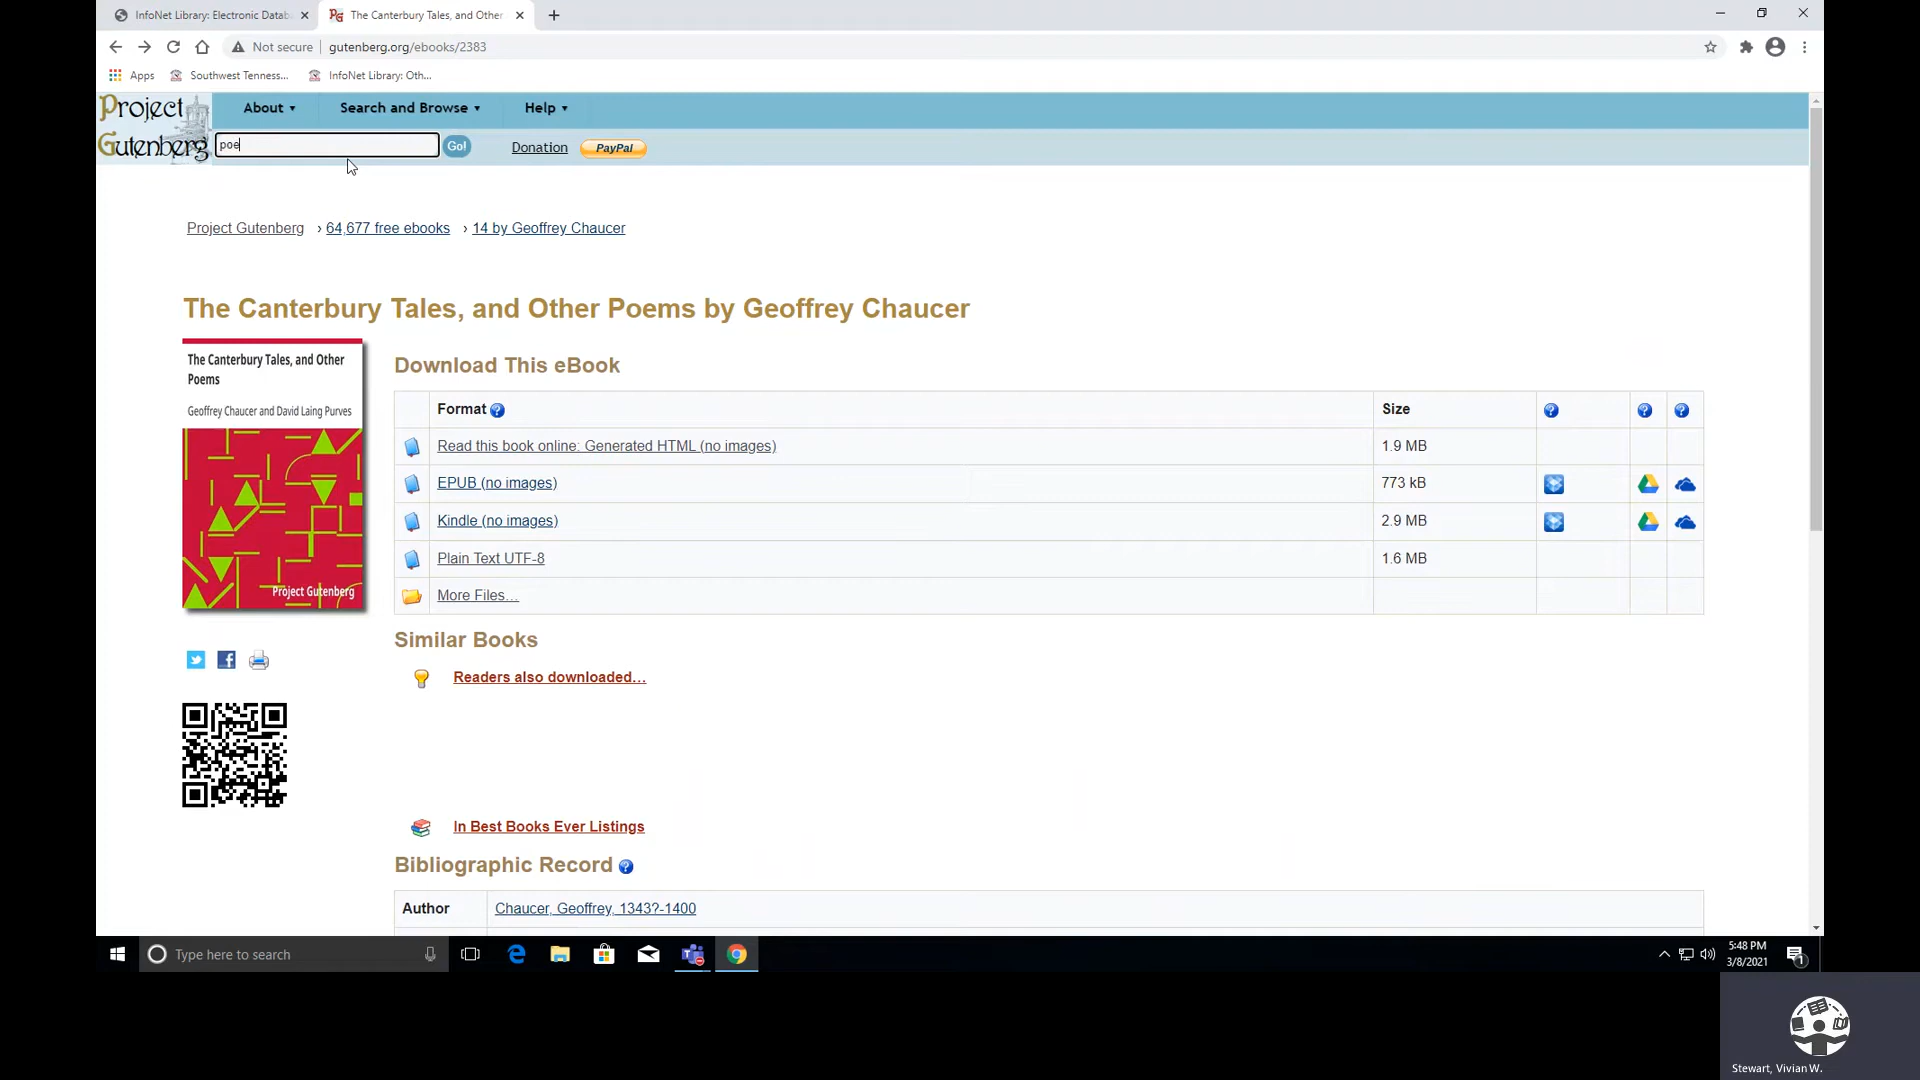 InfoNet Library: Electronic Datab
The Canterbury Tales, and Other
Not secure
gutenberg.org/ebooks/2383
Apps
Southwest Tenness...
InfoNet Library: Oth...
Project
Gutenberg
About ▾
Search and Browse ▾
Help ▾
poe
Go!
Donation
PayPal
Project Gutenberg › 64,677 free ebooks › 14 by Geoffrey Chaucer
The Canterbury Tales, and Other Poems by Geoffrey Chaucer
The Canterbury Tales, and Other
Poems
Geoffrey Chaucer and David Laing Purves
Project Gutenberg
Download This eBook
Format ?
Size
? ? ?
Read this book online: Generated HTML (no images)
1.9 MB
EPUB (no images)
773 kB
Kindle (no images)
2.9 MB
Plain Text UTF-8
1.6 MB
More Files…
Similar Books
Readers also downloaded…
In Best Books Ever Listings
Bibliographic Record ?
Author
Chaucer, Geoffrey, 1343?-1400
Type here to search
5:48 PM
3/8/2021
1
Stewart, Vivian W.